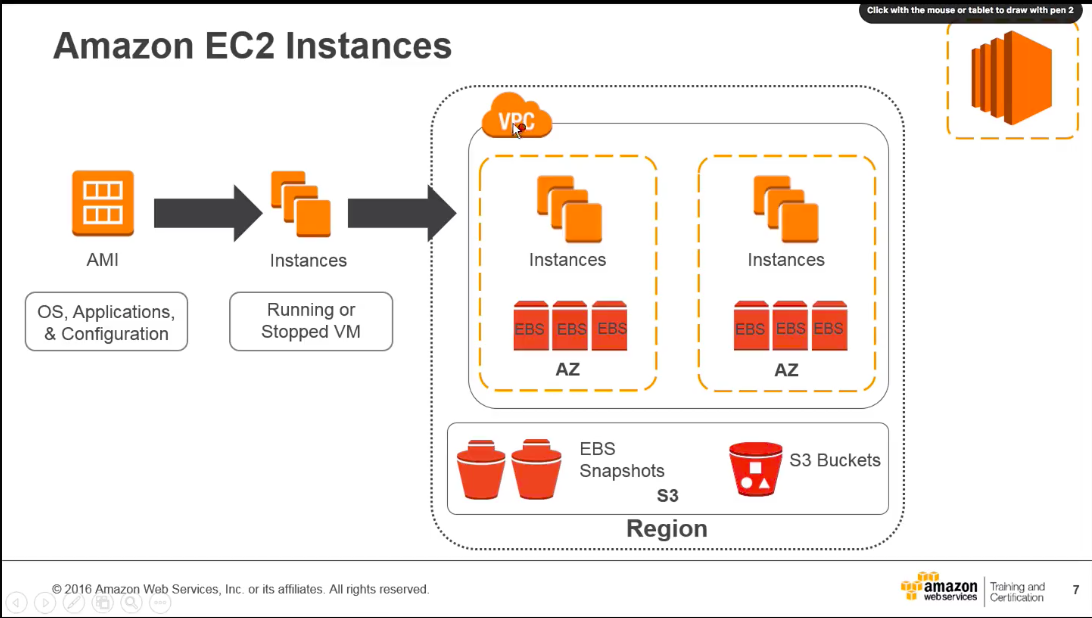 Click with the mouse or tablet to draw with pen 2
Amazon EC2 Instances
VPC
AMI
Instances
OS, Applications,
& Configuration
Running or
Stopped VM
Instances
EBS EBS EBS
AZ
Instances
EBS EBS EBS
AZ
EBS
Snapshots
S3
S3 Buckets
Region
© 2016 Amazon Web Services, Inc. or its affiliates. All rights reserved.
amazon
webservices
Training and
Certification
7